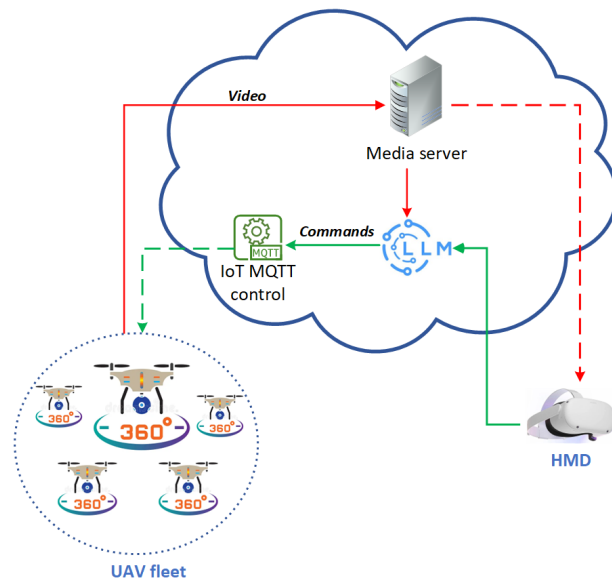 Video
Media server
Commands
LLM
MQTT
IoT MQTT
control
360°
360°
360°
360°
360°
HMD
UAV fleet